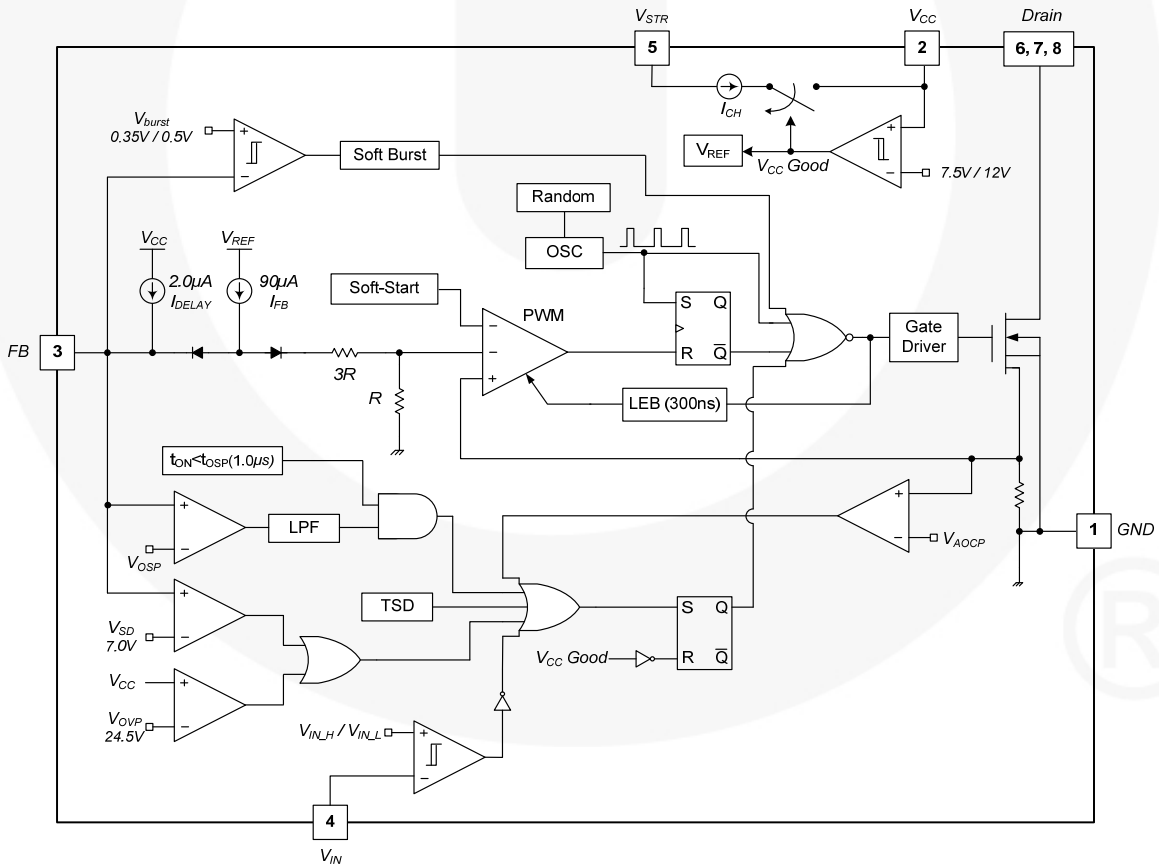 V_STR
V_CC
Drain
5
2
6, 7, 8
I_CH
V_burst
0.35V / 0.5V
+
−
Soft Burst
V_REF
V_CC Good
+
−
7.5V / 12V
Random
OSC
V_CC
V_REF
2.0µA
I_DELAY
90µA
I_FB
Soft-Start
PWM
−
−
+
S Q
R Q̅
Gate
Driver
FB
3
3R
R
LEB (300ns)
t_ON<t_OSP(1.0µs)
+
−
V_OSP
LPF
+
−
V_AOCP
1
GND
+
−
V_SD
7.0V
TSD
S Q
R Q̅
V_CC Good
V_CC
+
−
V_OVP
24.5V
V_IN_H / V_IN_L
+
−
4
V_IN
®